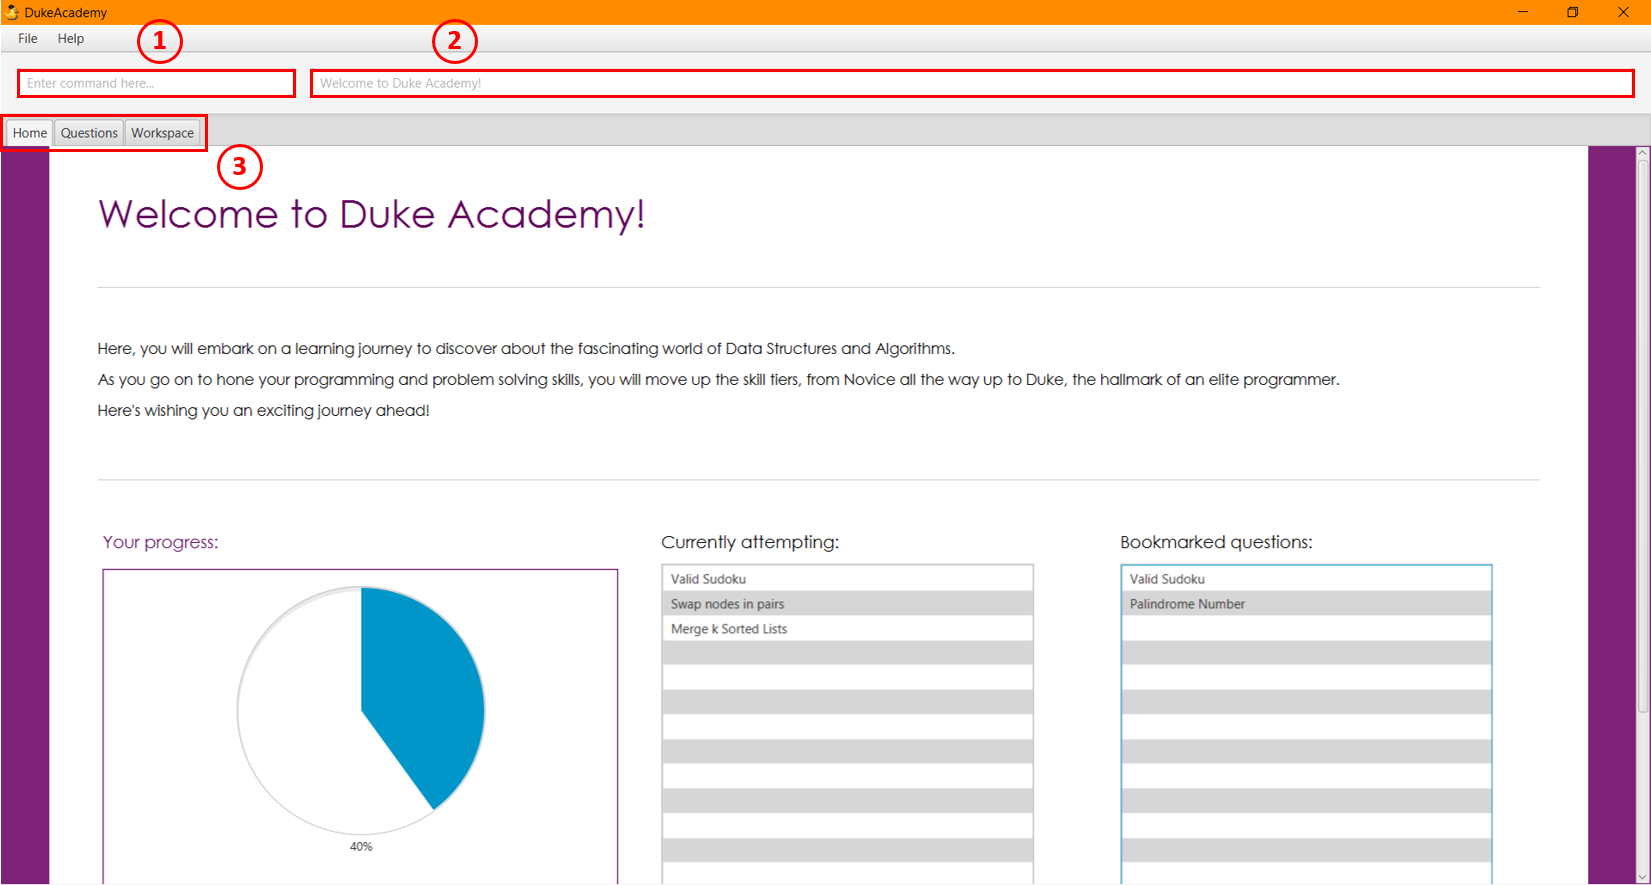 DukeAcademy
File Help
1 2
Enter command here... Welcome to Duke Academy!
Home Questions Workspace
3
Welcome to Duke Academy!
Here, you will embark on a learning journey to discover about the fascinating world of Data Structures and Algorithms.
As you go on to hone your programming and problem solving skills, you will move up the skill tiers, from Novice all the way up to Duke, the hallmark of an elite programmer.
Here's wishing you an exciting journey ahead!
Your progress:
40%
Currently attempting:
Valid Sudoku
Swap nodes in pairs
Merge k Sorted Lists
Bookmarked questions:
Valid Sudoku
Palindrome Number